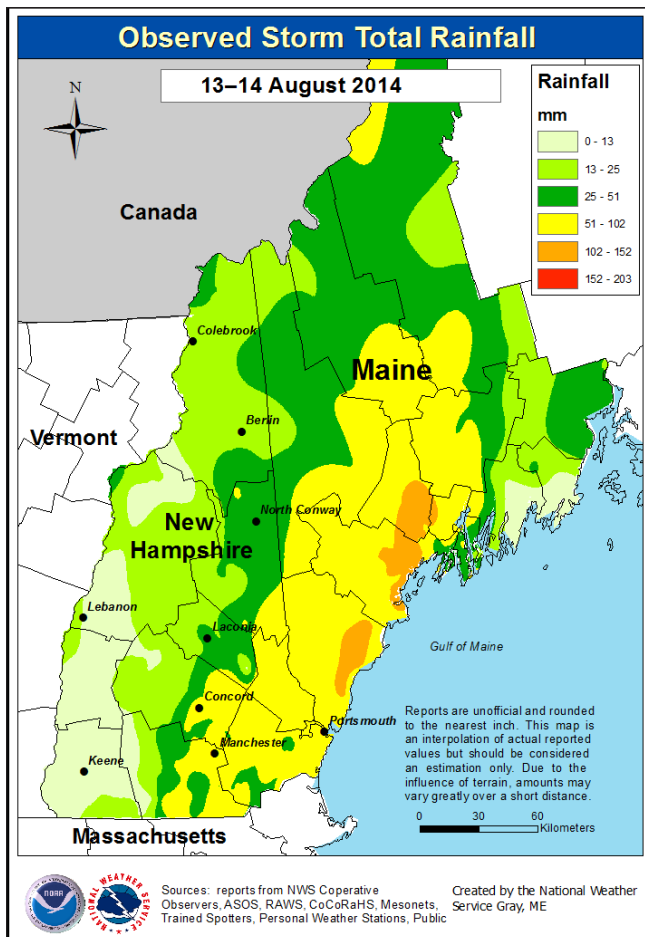 Observed Storm Total Rainfall
13–14 August 2014
N
Rainfall
mm
0 - 13
13 - 25
25 - 51
51 - 102
102 - 152
152 - 203
Canada
Colebrook
Maine
Berlin
Vermont
North Conway
New
Hampshire
Lebanon
Laconia
Gulf of Maine
Concord
Portsmouth
Manchester
Keene
Reports are unofficial and rounded
to the nearest inch. This map is
an interpolation of actual reported
values but should be considered
an estimation only. Due to the
influence of terrain, amounts may
vary greatly over a short distance.
0 30 60
Kilometers
Massachusetts
NOAA
NATIONAL WEATHER SERVICE
Sources: reports from NWS Coperative
Observers, ASOS, RAWS, CoCoRaHS, Mesonets,
Trained Spotters, Personal Weather Stations, Public
Created by the National Weather
Service Gray, ME